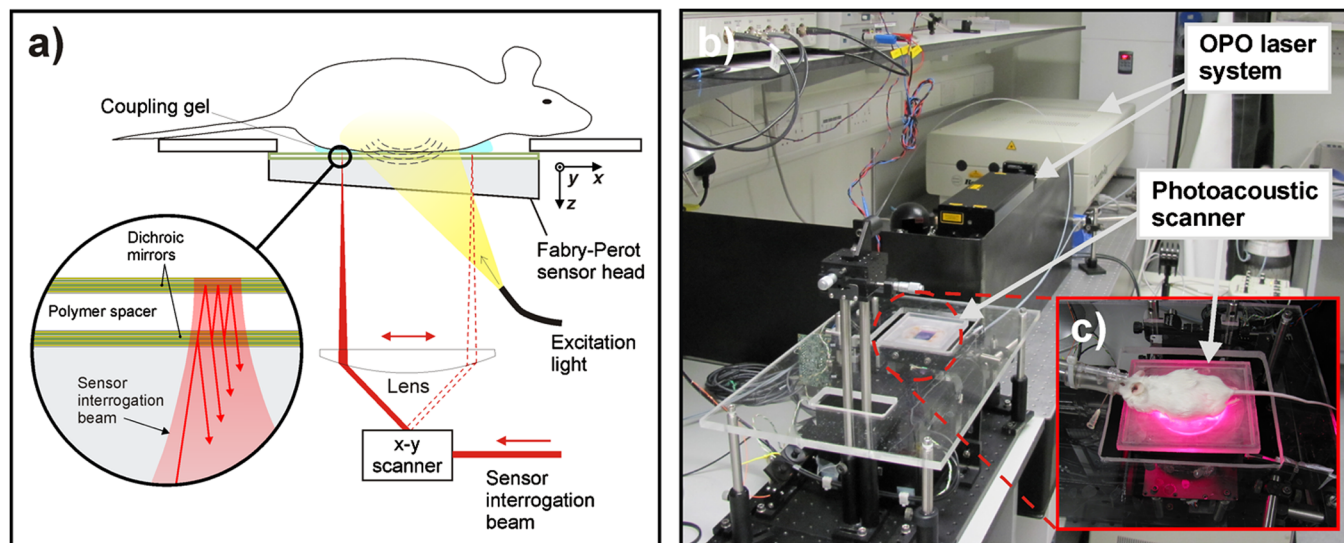 a)
Coupling gel
y
x
z
Dichroic
mirrors
Polymer spacer
Sensor
interrogation
beam
Fabry-Perot
sensor head
Excitation
light
Lens
x-y
scanner
Sensor
interrogation
beam
b)
OPO laser
system
Photoacoustic
scanner
c)